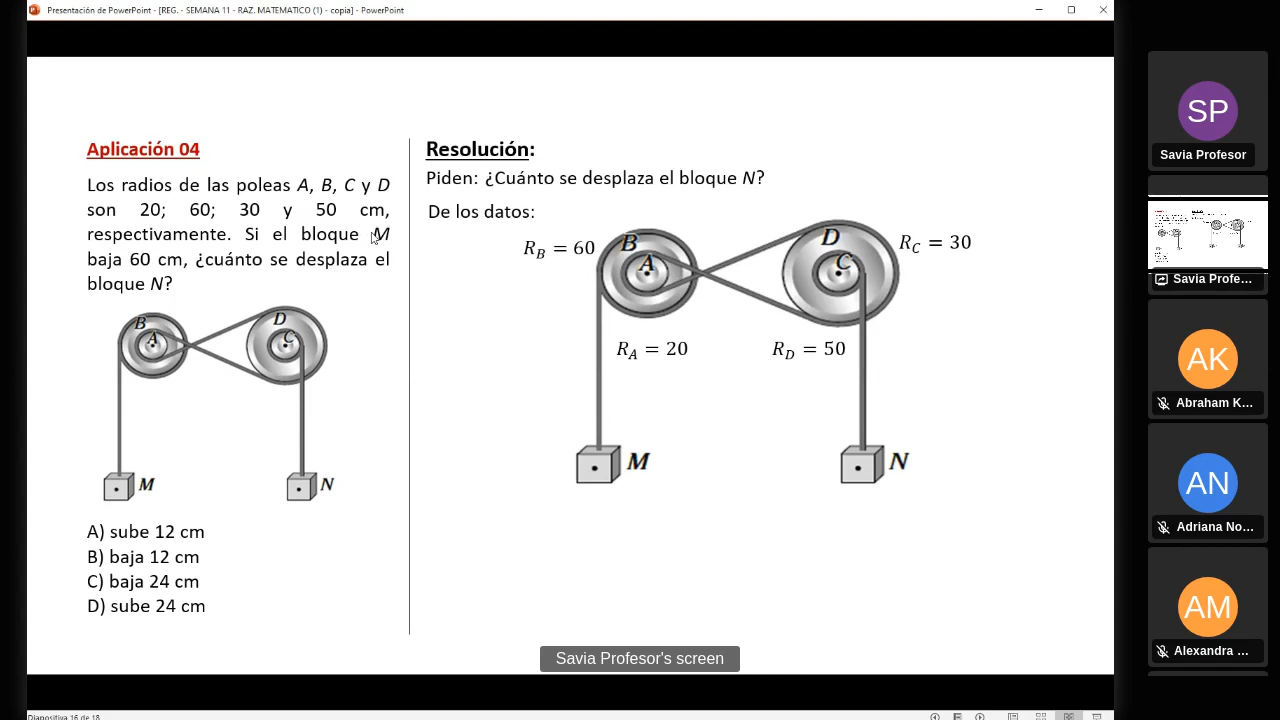 Presentación de PowerPoint - [REG. - SEMANA 11 - RAZ. MATEMATICO (1) - copia] - PowerPoint
Aplicación 04
Los radios de las poleas A, B, C y D
son 20; 60; 30 y 50 cm,
respectivamente. Si el bloque M
baja 60 cm, ¿cuánto se desplaza el
bloque N?
B
A
D
C
M
N
A) sube 12 cm
B) baja 12 cm
C) baja 24 cm
D) sube 24 cm
Resolución:
Piden: ¿Cuánto se desplaza el bloque N?
De los datos:
R_B = 60
B
A
D
C
R_C = 30
R_A = 20
R_D = 50
M
N
Savia Profesor's screen
Diapositiva 16 de 18
SP
Savia Profesor
Savia Profe...
AK
Abraham K...
AN
Adriana No...
AM
Alexandra ...